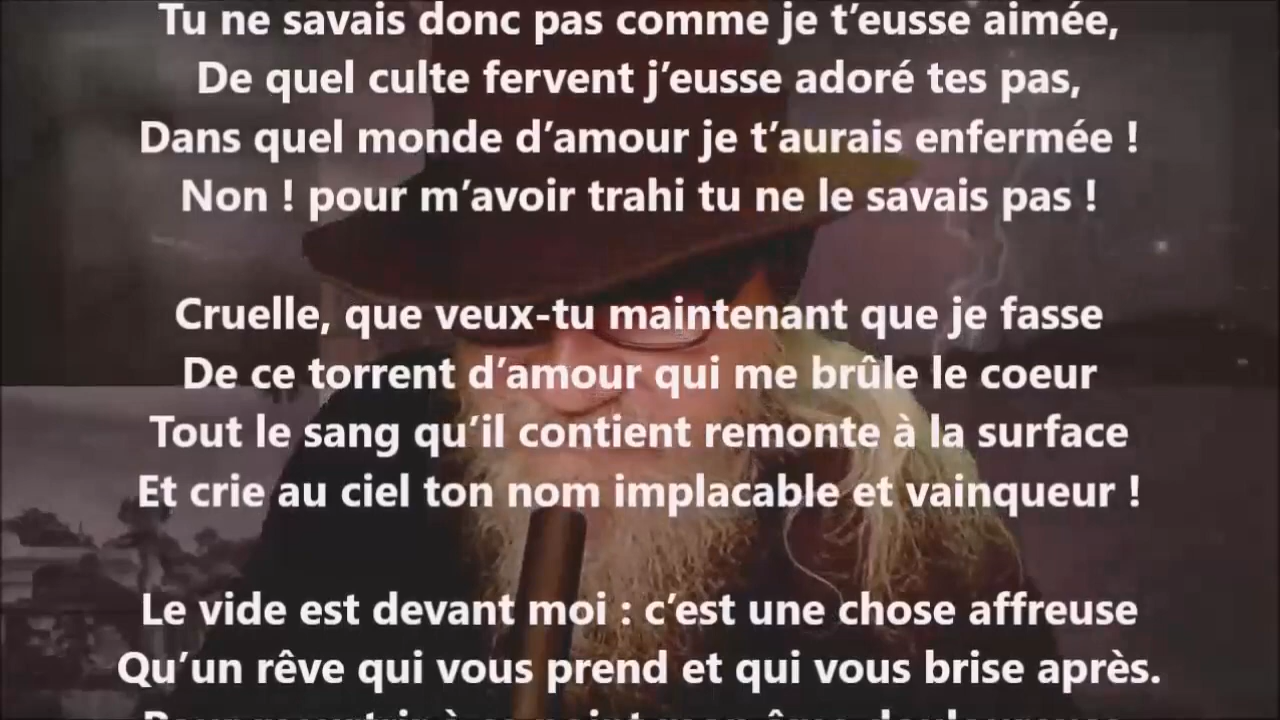 Tu ne savais donc pas comme je t’eusse aimée,
De quel culte fervent j’eusse adoré tes pas,
Dans quel monde d’amour je t’aurais enfermée !
Non ! pour m’avoir trahi tu ne le savais pas !
Cruelle, que veux-tu maintenant que je fasse
De ce torrent d’amour qui me brûle le coeur
Tout le sang qu’il contient remonte à la surface
Et crie au ciel ton nom implacable et vainqueur !
Le vide est devant moi : c’est une chose affreuse
Qu’un rêve qui vous prend et qui vous brise après.